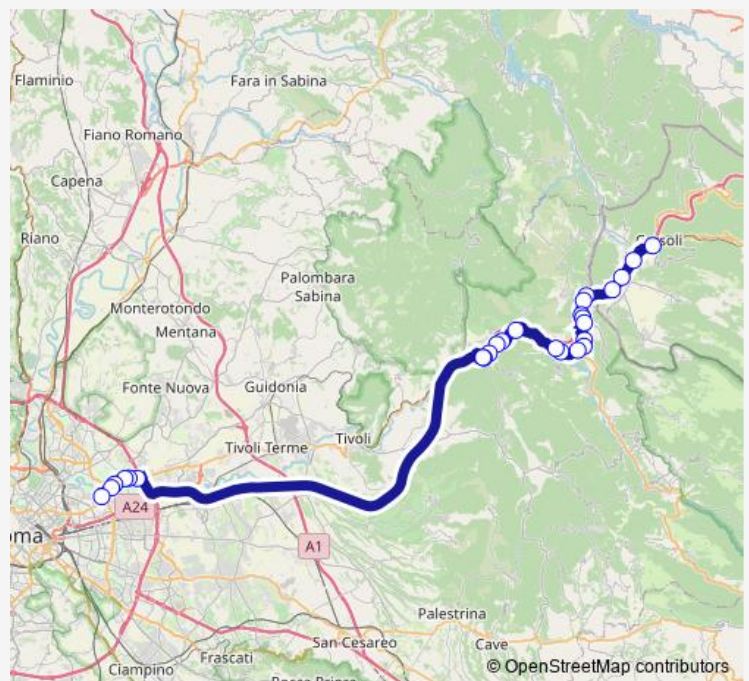 Flaminio
Fara in Sabina
Fiano Romano
Capena
Riano
Palombara
Sabina
Monterotondo
Mentana
Fonte Nuova
Guidonia
Tivoli Terme
Tivoli
A24
oma
A1
Palestrina
San Cesareo
Cave
Frascati
Ciampino
© OpenStreetMap contributors